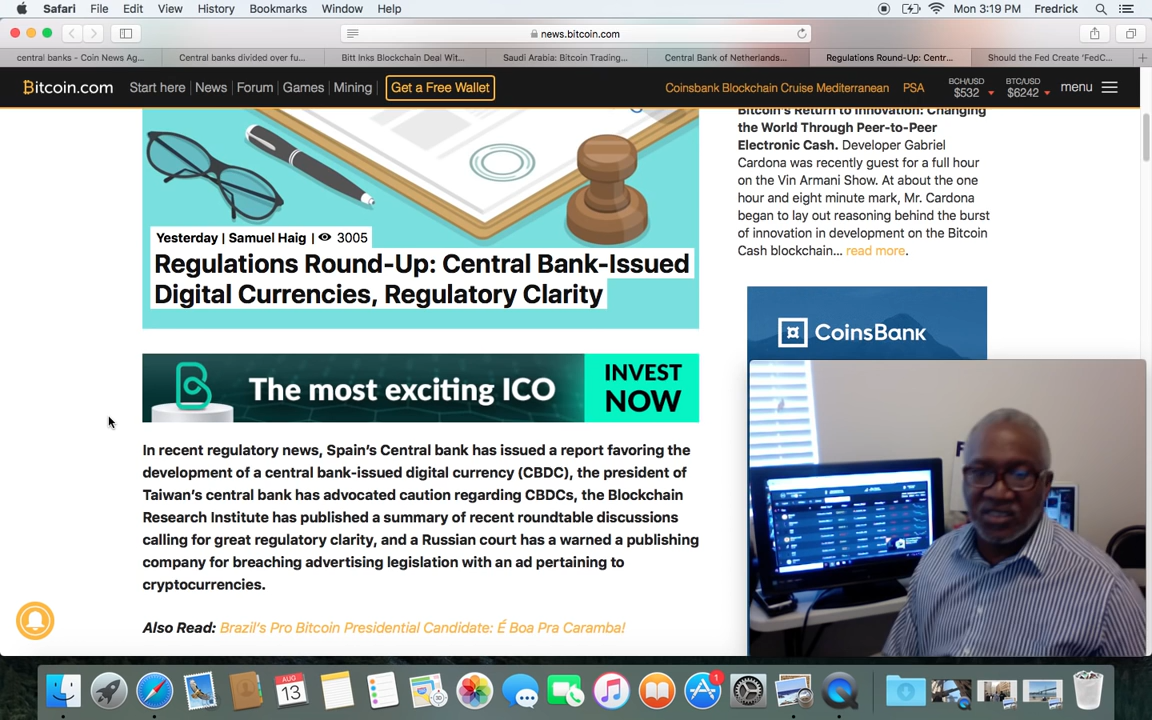 Safari File Edit View History Bookmarks Window Help Mon 3:19 PM Fredrick
news.bitcoin.com
central banks - Coin News Ag... Central banks divided over fu... Bitt Inks Blockchain Deal Wit... Saudi Arabia: Bitcoin Trading... Central Bank of Netherlands... Regulations Round-Up: Centr... Should the Fed Create 'FedC...
Bitcoin.com Start here | News | Forum | Games | Mining | Get a Free Wallet Coinsbank Blockchain Cruise Mediterranean PSA BCH/USD $532 BTC/USD $6242 menu
Bitcoin's Return to Innovation: Changing
the World Through Peer-to-Peer
Electronic Cash. Developer Gabriel
Cardona was recently guest for a full hour
on the Vin Armani Show. At about the one
hour and eight minute mark, Mr. Cardona
began to lay out reasoning behind the burst
of innovation in development on the Bitcoin
Cash blockchain... read more.
Yesterday | Samuel Haig | 3005
Regulations Round-Up: Central Bank-Issued
Digital Currencies, Regulatory Clarity
CoinsBank
The most exciting ICO
INVEST
NOW
In recent regulatory news, Spain's Central bank has issued a report favoring the
development of a central bank-issued digital currency (CBDC), the president of
Taiwan's central bank has advocated caution regarding CBDCs, the Blockchain
Research Institute has published a summary of recent roundtable discussions
calling for great regulatory clarity, and a Russian court has a warned a publishing
company for breaching advertising legislation with an ad pertaining to
cryptocurrencies.
Also Read: Brazil's Pro Bitcoin Presidential Candidate: É Boa Pra Caramba!
AUG
13
3D
1